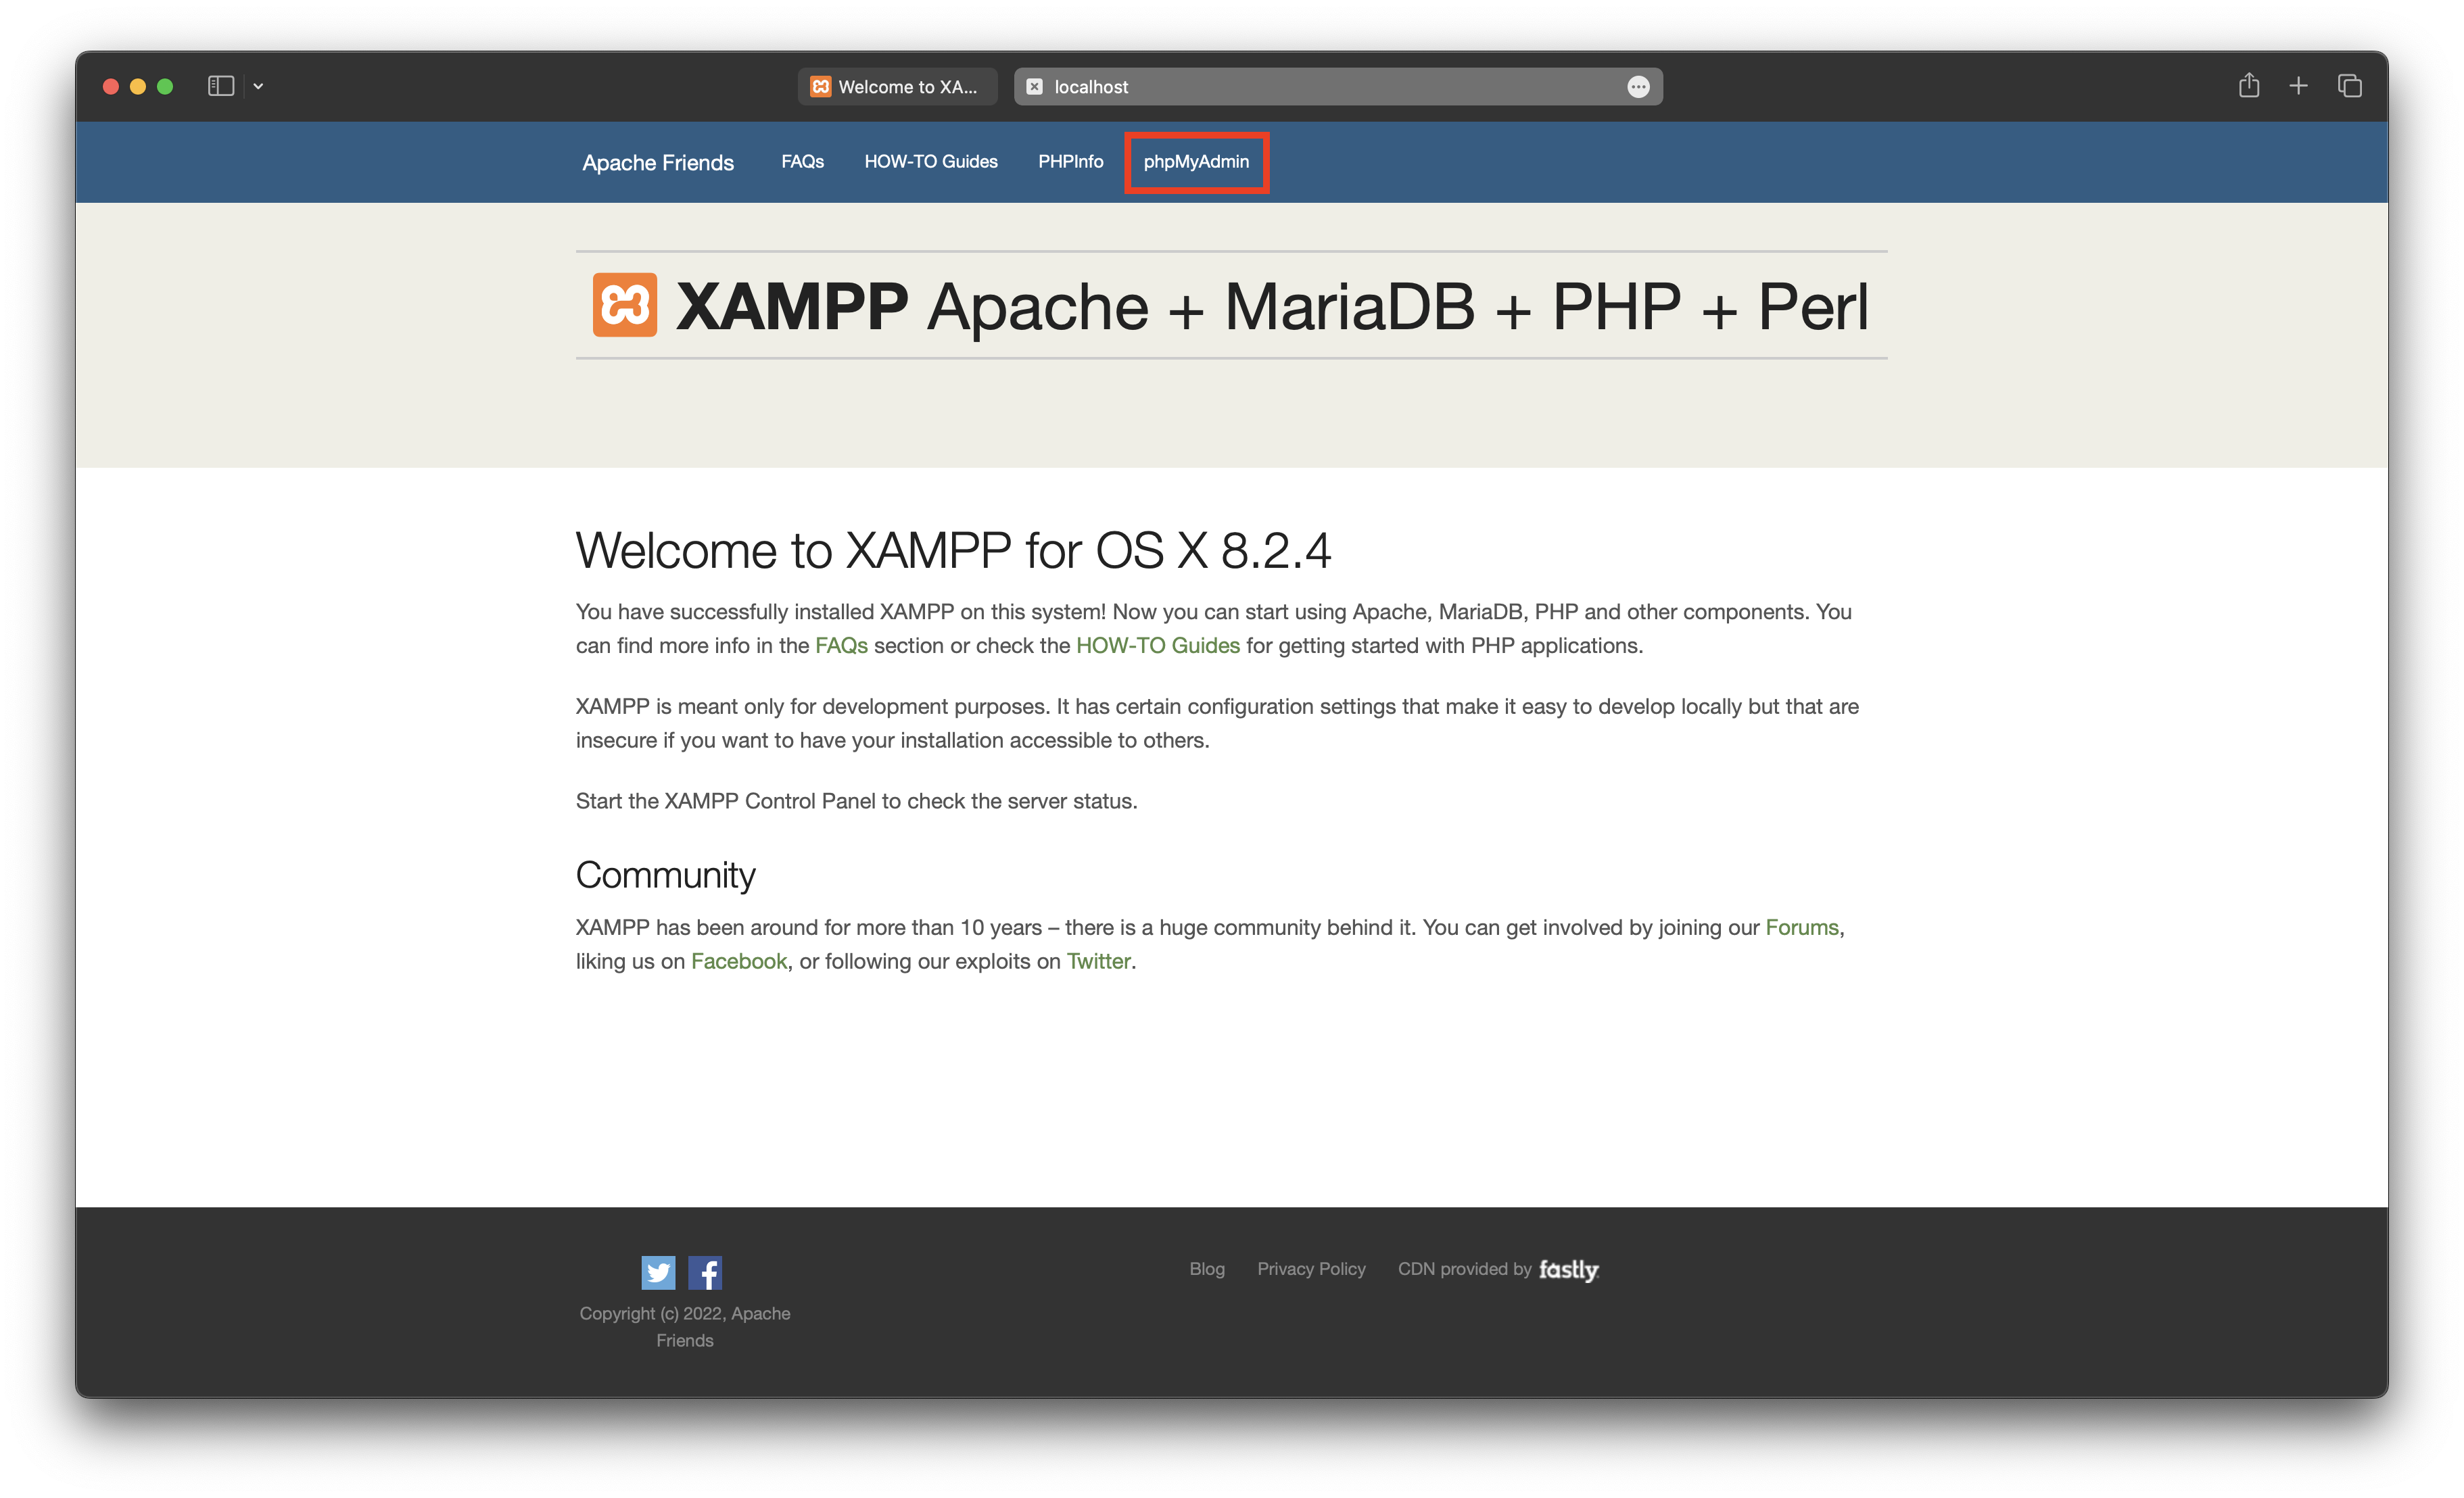 Welcome to XA...
localhost
Apache Friends
FAQs
HOW-TO Guides
PHPInfo
phpMyAdmin
XAMPP Apache + MariaDB + PHP + Perl
Welcome to XAMPP for OS X 8.2.4
You have successfully installed XAMPP on this system! Now you can start using Apache, MariaDB, PHP and other components. You
can find more info in the FAQs section or check the HOW-TO Guides for getting started with PHP applications.
XAMPP is meant only for development purposes. It has certain configuration settings that make it easy to develop locally but that are
insecure if you want to have your installation accessible to others.
Start the XAMPP Control Panel to check the server status.
Community
XAMPP has been around for more than 10 years – there is a huge community behind it. You can get involved by joining our Forums,
liking us on Facebook, or following our exploits on Twitter.
Blog
Privacy Policy
CDN provided by fastly
Copyright (c) 2022, Apache
Friends